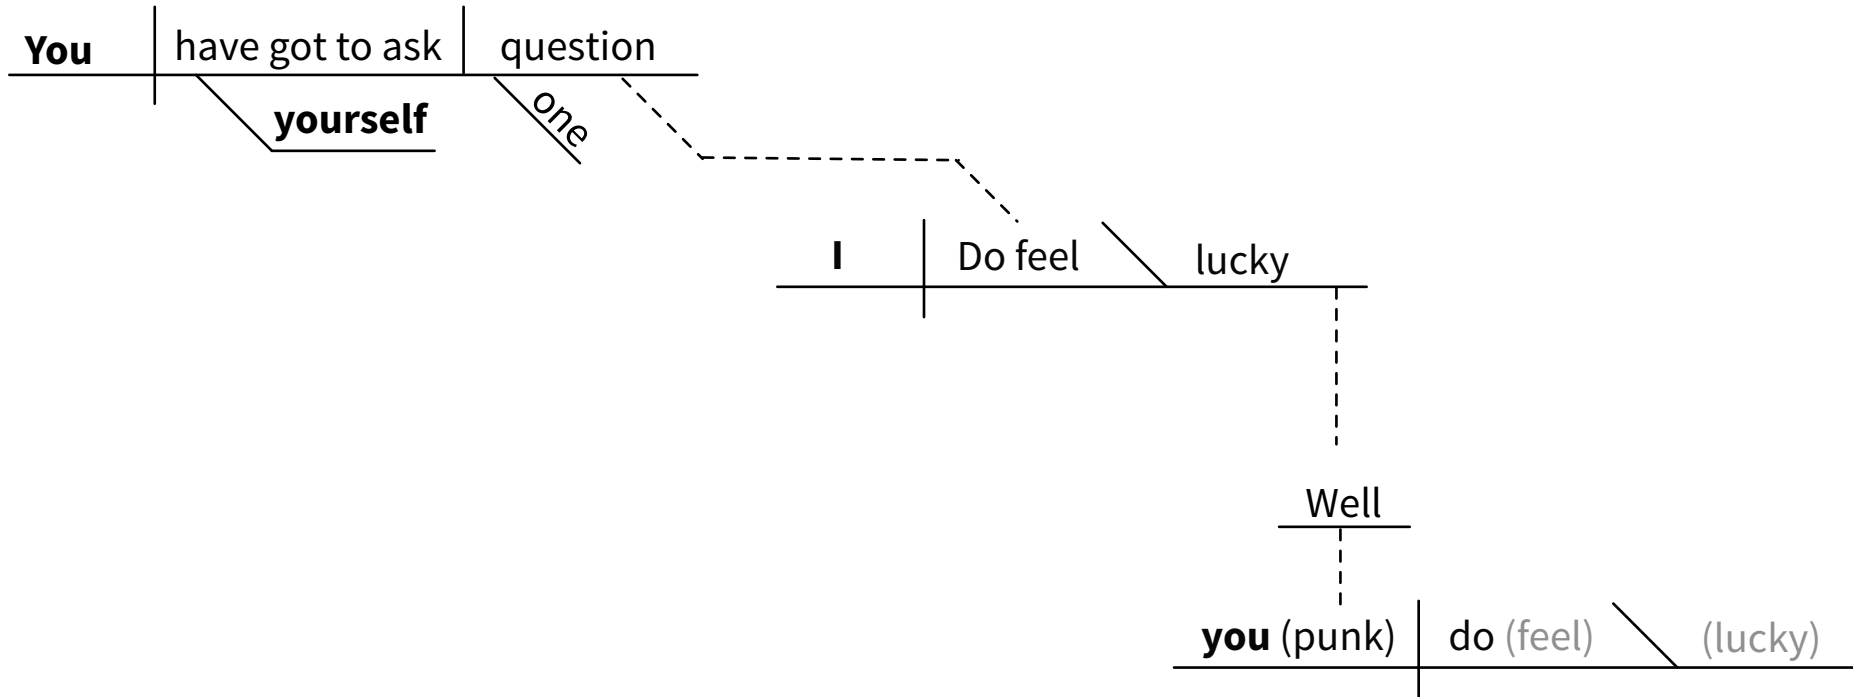 You have got to ask question
yourself
one
I Do feel lucky
Well
you (punk) do (feel) (lucky)